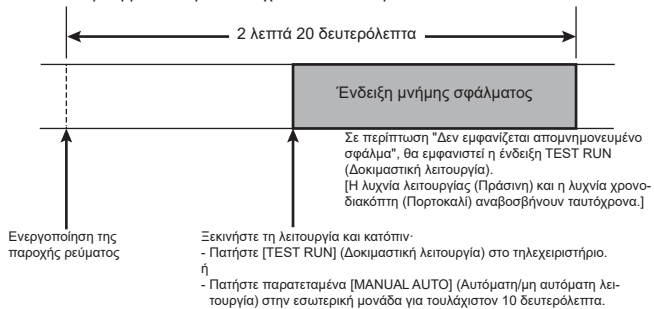 2 λεπτά 20 δευτερόλεπτα
Ένδειξη μνήμης σφάλματος
Σε περίπτωση "Δεν εμφανίζεται απομνημονευμένο
σφάλμα", θα εμφανιστεί η ένδειξη TEST RUN
(Δοκιμαστική λειτουργία).
[Η λυχνία λειτουργίας (Πράσινη) και η λυχνία χρονο-
διακόπτη (Πορτοκαλί) αναβοσβήνουν ταυτόχρονα.]
Ενεργοποίηση της
παροχής ρεύματος
Ξεκινήστε τη λειτουργία και κατόπιν·
- Πατήστε [TEST RUN] (Δοκιμαστική λειτουργία) στο τηλεχειριστήριο.
ή
- Πατήστε παρατεταμένα [MANUAL AUTO] (Αυτόματη/μη αυτόματη λει-
τουργία) στην εσωτερική μονάδα για τουλάχιστον 10 δευτερόλεπτα.